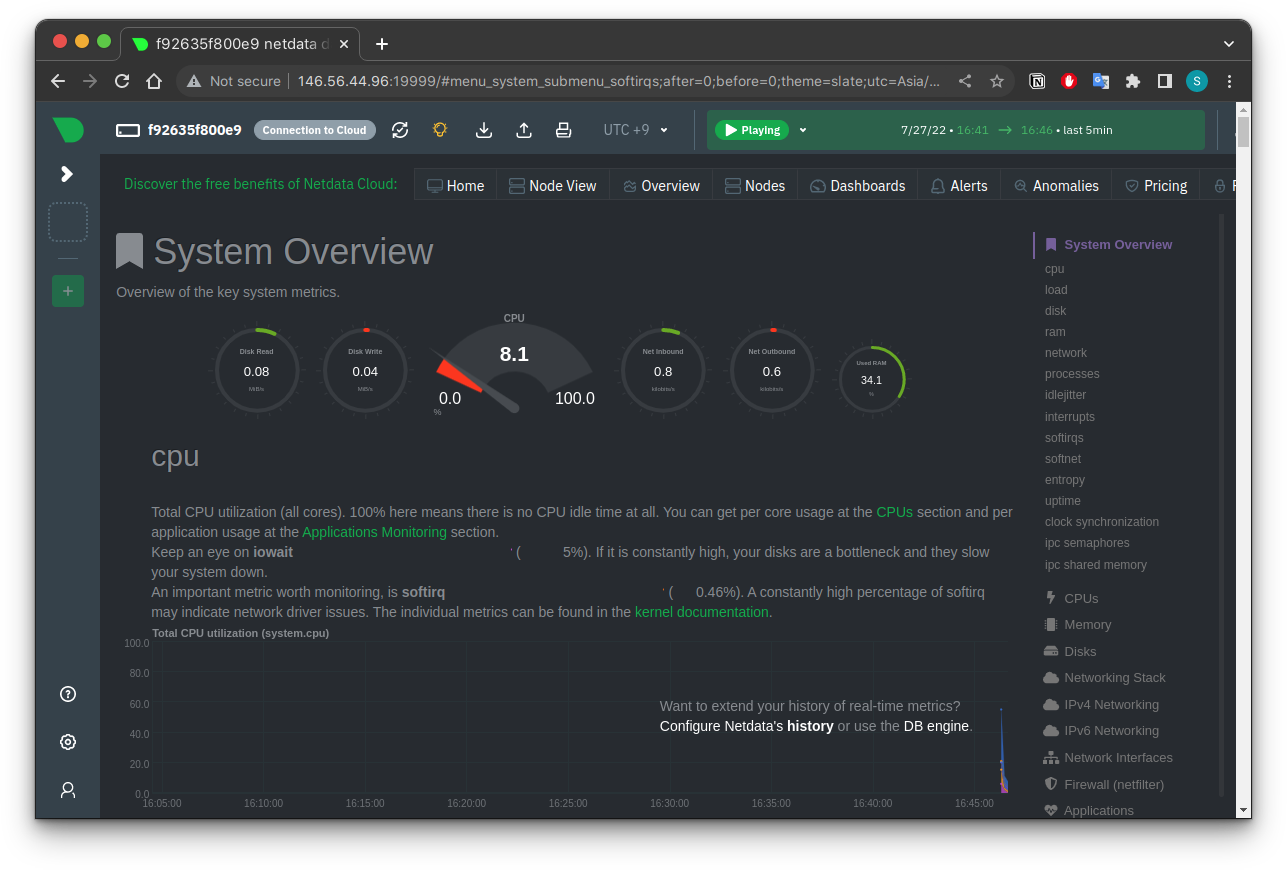 f92635f800e9 netdata d
Not secure 146.56.44.96:19999/#menu_system_submenu_softirqs;after=0;before=0;theme=slate;utc=Asia/...
S
f92635f800e9 Connection to Cloud UTC +9 Playing 7/27/22 • 16:41 → 16:46 • last 5min
Discover the free benefits of Netdata Cloud: Home Node View Overview Nodes Dashboards Alerts Anomalies Pricing
System Overview
Overview of the key system metrics.
Disk Read
0.08
MiB/s
Disk Write
0.04
MiB/s
CPU
8.1
0.0 100.0
%
Net Inbound
0.8
kilobits/s
Net Outbound
0.6
kilobits/s
Used RAM
34.1
%
cpu
Total CPU utilization (all cores). 100% here means there is no CPU idle time at all. You can get per core usage at the CPUs section and per
application usage at the Applications Monitoring section.
Keep an eye on iowait ( 5%). If it is constantly high, your disks are a bottleneck and they slow
your system down.
An important metric worth monitoring, is softirq ( 0.46%). A constantly high percentage of softirq
may indicate network driver issues. The individual metrics can be found in the kernel documentation.
Total CPU utilization (system.cpu)
100.0
80.0
60.0
40.0
20.0
0.0
Want to extend your history of real-time metrics?
Configure Netdata's history or use the DB engine.
16:05:00 16:10:00 16:15:00 16:20:00 16:25:00 16:30:00 16:35:00 16:40:00 16:45:00
System Overview
cpu
load
disk
ram
network
processes
idlejitter
interrupts
softirqs
softnet
entropy
uptime
clock synchronization
ipc semaphores
ipc shared memory
CPUs
Memory
Disks
Networking Stack
IPv4 Networking
IPv6 Networking
Network Interfaces
Firewall (netfilter)
Applications